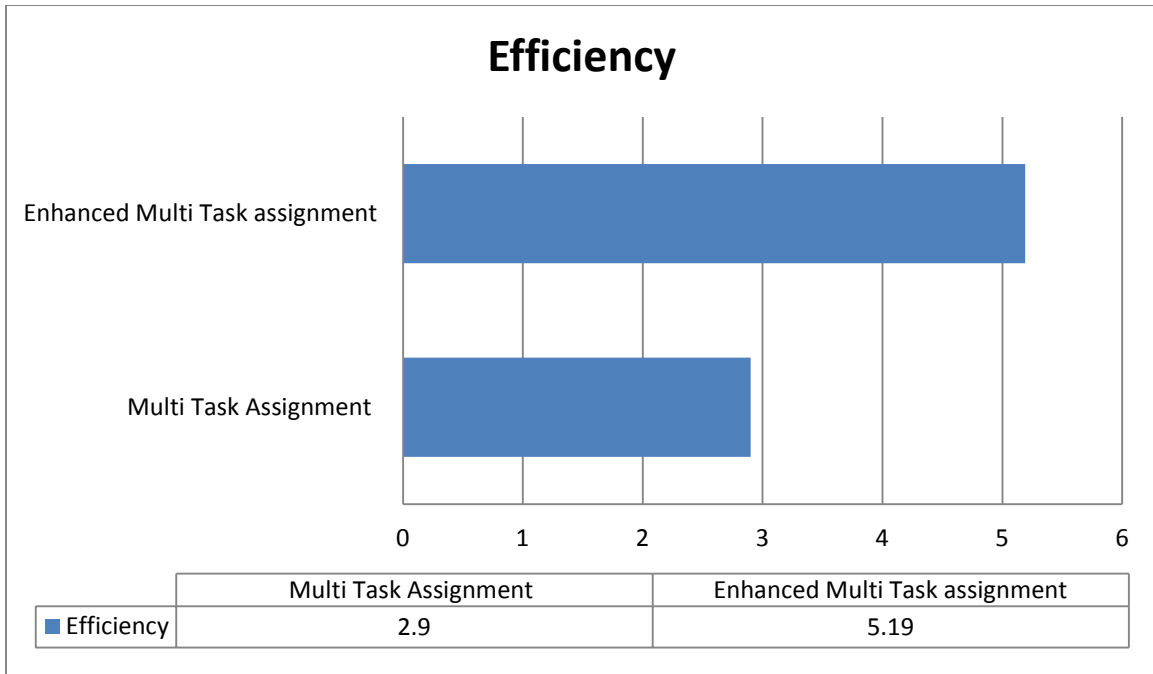 Efficiency
Enhanced Multi Task assignment
Multi Task Assignment
0 1 2 3 4 5 6
Multi Task Assignment Enhanced Multi Task assignment
Efficiency 2.9 5.19